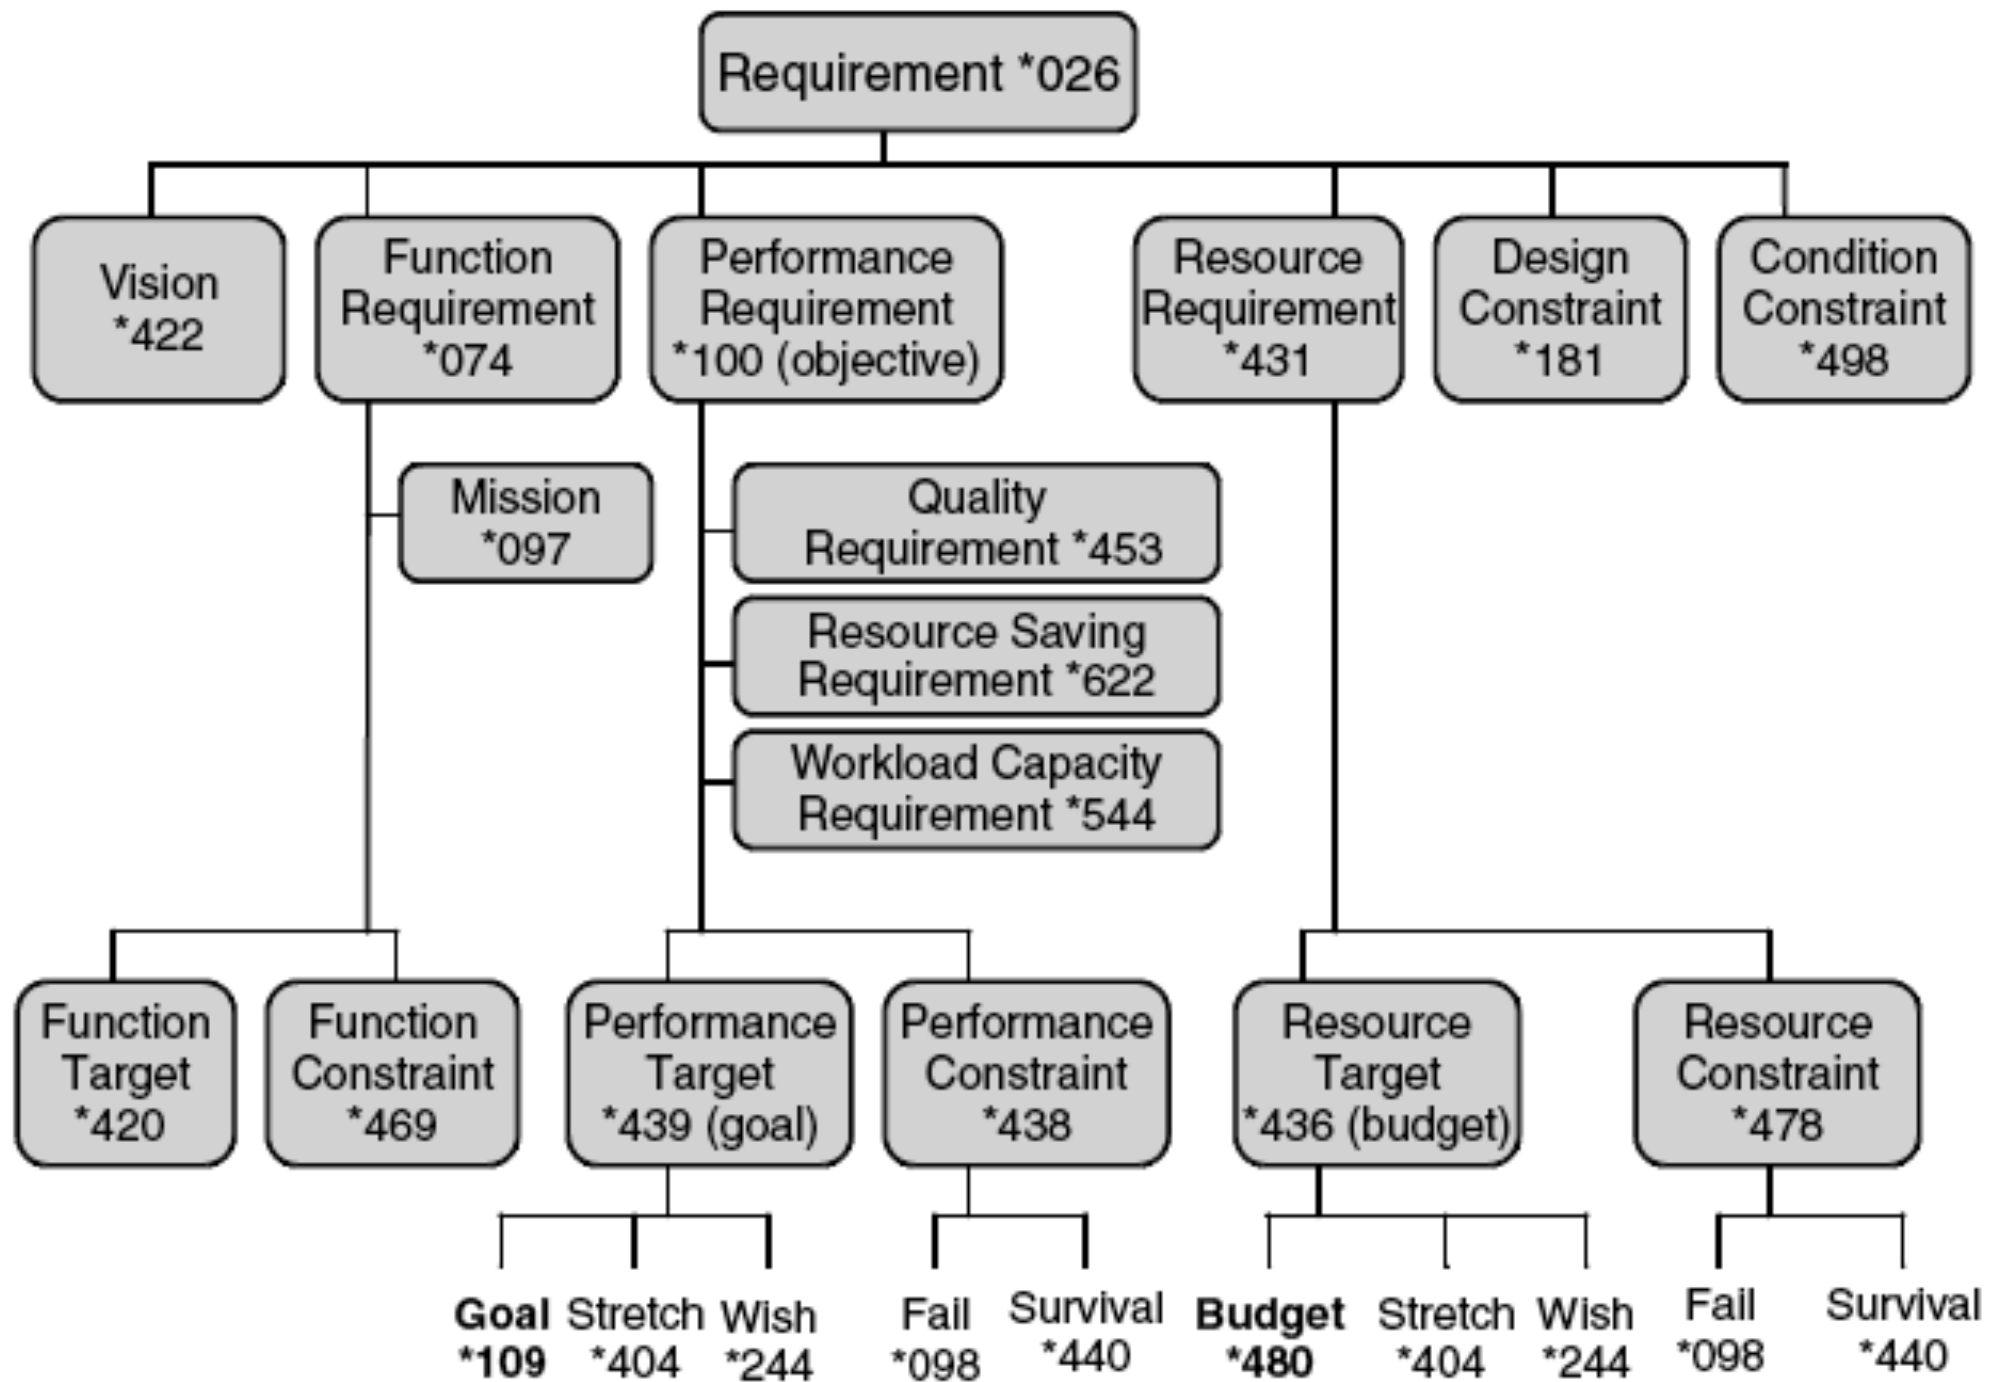 Requirement *026
Vision
*422
Function
Requirement
*074
Performance
Requirement
*100 (objective)
Resource
Requirement
*431
Design
Constraint
*181
Condition
Constraint
*498
Mission
*097
Quality
Requirement *453
Resource Saving
Requirement *622
Workload Capacity
Requirement *544
Function
Target
*420
Function
Constraint
*469
Performance
Target
*439 (goal)
Performance
Constraint
*438
Resource
Target
*436 (budget)
Resource
Constraint
*478
Goal
*109
Stretch
*404
Wish
*244
Fail
*098
Survival
*440
Budget
*480
Stretch
*404
Wish
*244
Fail
*098
Survival
*440